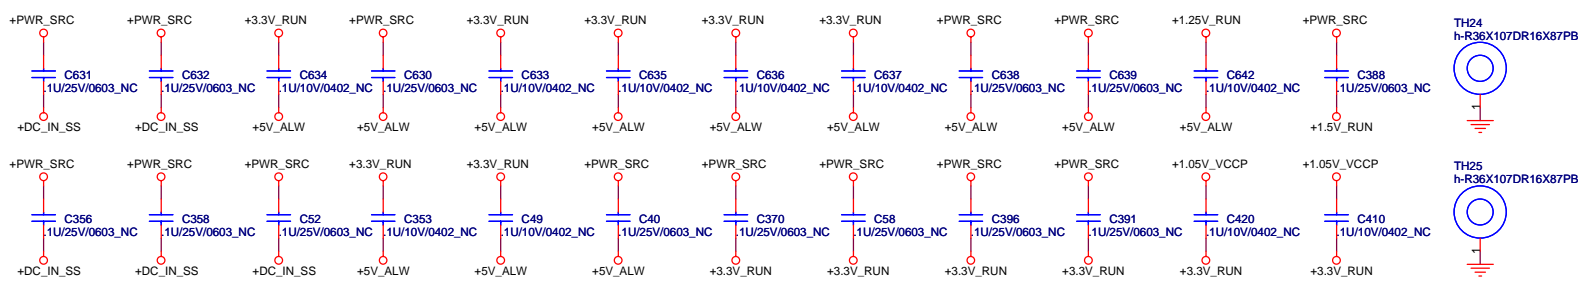 +PWR_SRC +PWR_SRC +3.3V_RUN +PWR_SRC +3.3V_RUN +3.3V_RUN +3.3V_RUN +3.3V_RUN +PWR_SRC +PWR_SRC +1.25V_RUN +PWR_SRC TH24
h-R36X107DR16X87PB
C631 C632 C634 C630 C633 C635 C636 C637 C638 C639 C642 C388
.1U/25V/0603_NC .1U/25V/0603_NC .1U/10V/0402_NC .1U/25V/0603_NC .1U/10V/0402_NC .1U/10V/0402_NC .1U/10V/0402_NC .1U/10V/0402_NC .1U/25V/0603_NC .1U/25V/0603_NC .1U/10V/0402_NC .1U/25V/0603_NC
1
+DC_IN_SS +DC_IN_SS +5V_ALW +5V_ALW +5V_ALW +5V_ALW +5V_ALW +5V_ALW +5V_ALW +5V_ALW +5V_ALW +1.5V_RUN
+PWR_SRC +PWR_SRC +PWR_SRC +3.3V_RUN +3.3V_RUN +PWR_SRC +PWR_SRC +PWR_SRC +PWR_SRC +PWR_SRC +1.05V_VCCP +1.05V_VCCP TH25
h-R36X107DR16X87PB
C356 C358 C52 C353 C49 C40 C370 C58 C396 C391 C420 C410
.1U/25V/0603_NC .1U/25V/0603_NC .1U/25V/0603_NC .1U/10V/0402_NC .1U/10V/0402_NC .1U/25V/0603_NC .1U/25V/0603_NC .1U/25V/0603_NC .1U/25V/0603_NC .1U/25V/0603_NC .1U/10V/0402_NC .1U/10V/0402_NC
1
+DC_IN_SS +DC_IN_SS +DC_IN_SS +5V_ALW +5V_ALW +5V_ALW +3.3V_RUN +3.3V_RUN +3.3V_RUN +3.3V_RUN +3.3V_RUN +3.3V_RUN